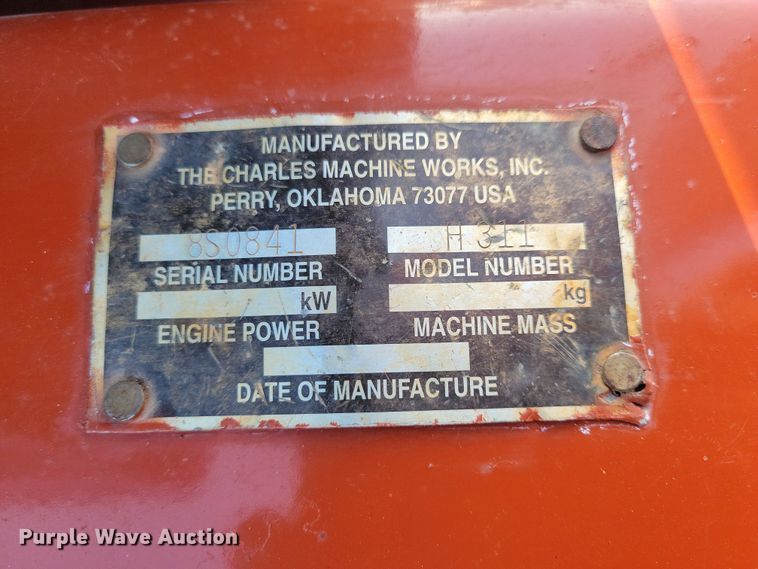 MANUFACTURED BY
THE CHARLES MACHINE WORKS, INC.
PERRY, OKLAHOMA 73077 USA
8S0841 H 311
SERIAL NUMBER MODEL NUMBER
kW kg
ENGINE POWER MACHINE MASS
DATE OF MANUFACTURE
Purple Wave Auction